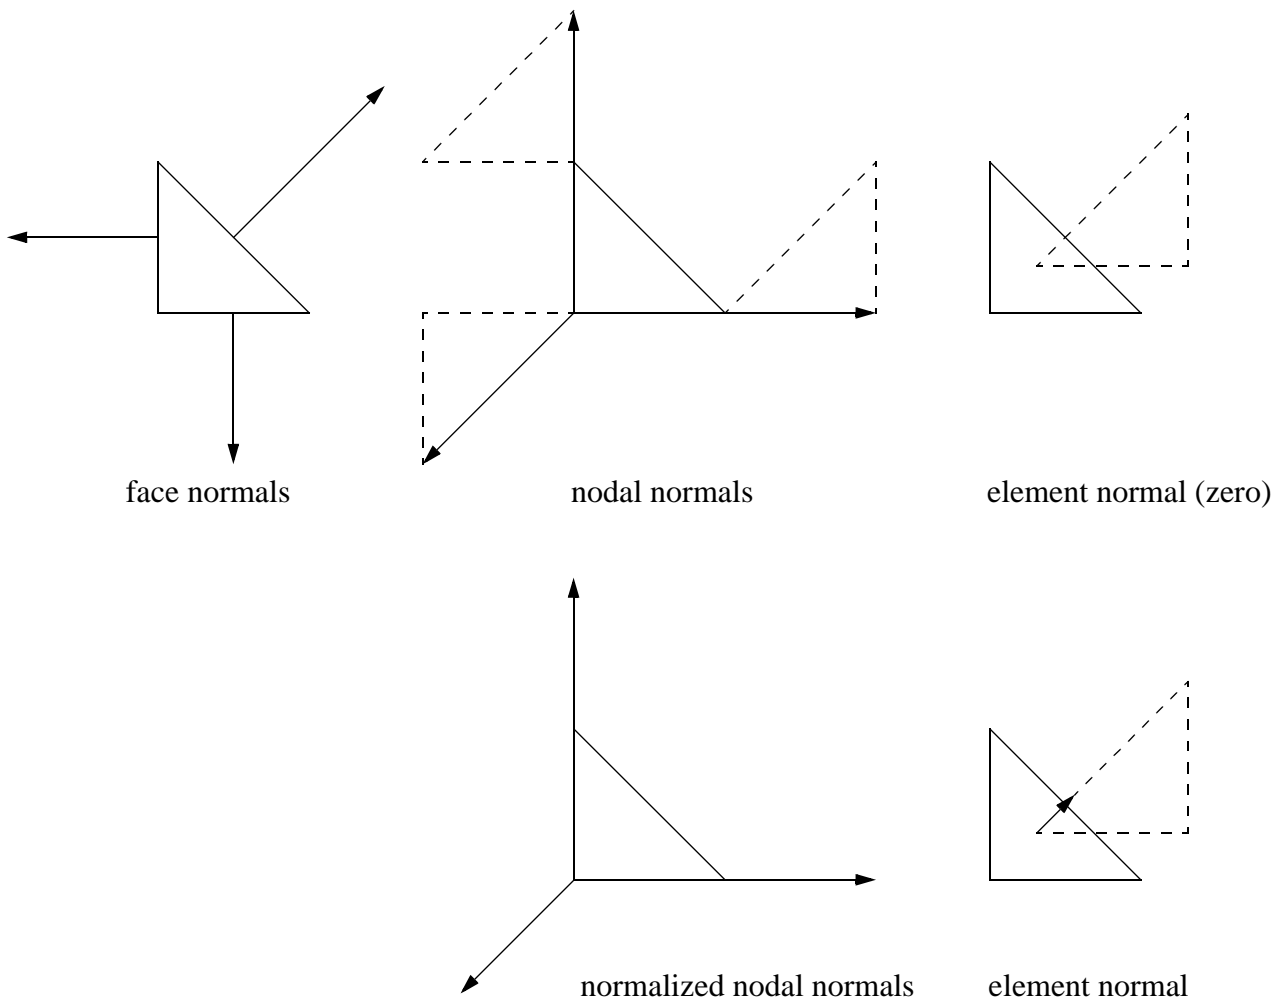 face normals
nodal normals
element normal (zero)
normalized nodal normals
element normal